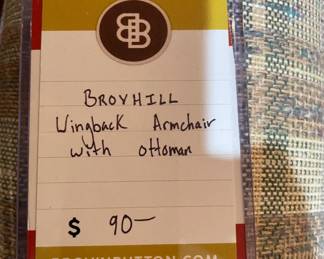 BROYHILL
Wingback Armchair
with ottoman
$ 90—